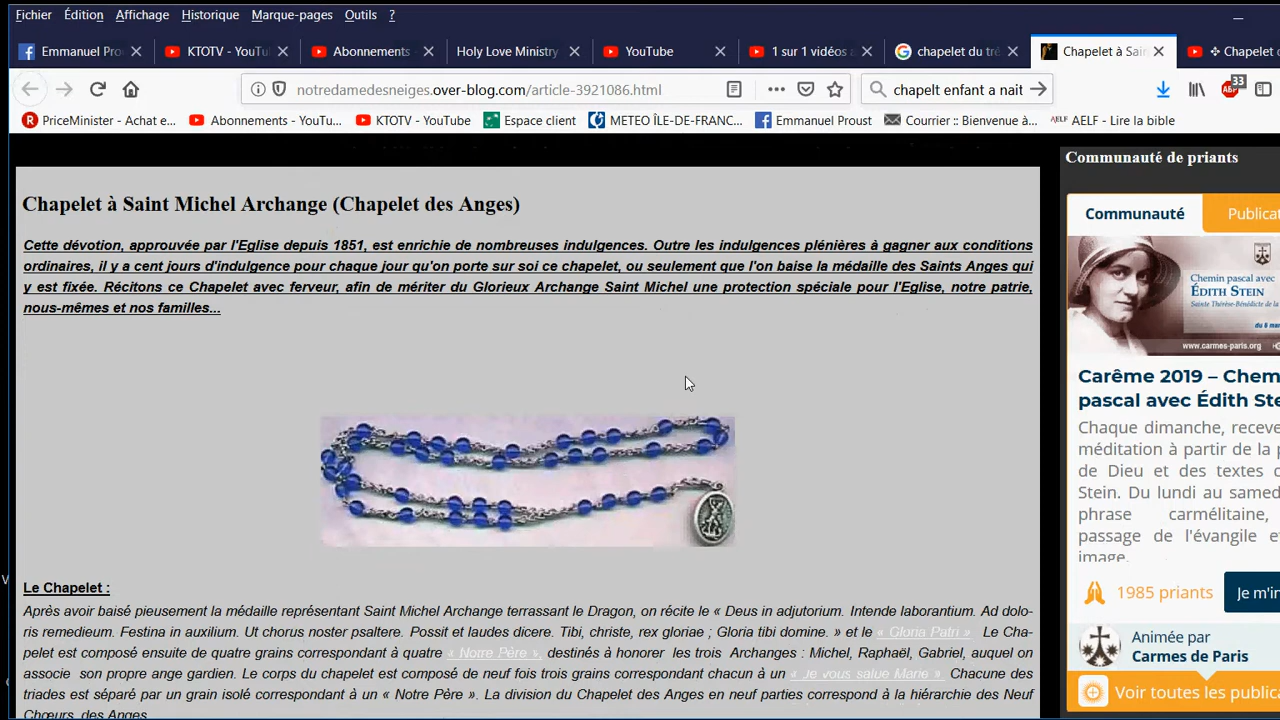 Fichier Édition Affichage Historique Marque-pages Outils ?
Emmanuel Pro KTOTV - YouTu Abonnements - Holy Love Ministry YouTube 1 sur 1 vidéos a chapelet du tré Chapelet à Sain ✣ Chapelet d
notredamedesneiges.over-blog.com/article-3921086.html chapelt enfant a nait 33
PriceMinister - Achat e... Abonnements - YouTu... KTOTV - YouTube Espace client METEO ÎLE-DE-FRANC... Emmanuel Proust Courrier :: Bienvenue à... AELF - Lire la bible
Chapelet à Saint Michel Archange (Chapelet des Anges)
Cette dévotion, approuvée par l'Eglise depuis 1851, est enrichie de nombreuses indulgences. Outre les indulgences plénières à gagner aux conditions
ordinaires, il y a cent jours d'indulgence pour chaque jour qu'on porte sur soi ce chapelet, ou seulement que l'on baise la médaille des Saints Anges qui
y est fixée. Récitons ce Chapelet avec ferveur, afin de mériter du Glorieux Archange Saint Michel une protection spéciale pour l'Eglise, notre patrie,
nous-mêmes et nos familles...
Le Chapelet :
Après avoir baisé pieusement la médaille représentant Saint Michel Archange terrassant le Dragon, on récite le « Deus in adjutorium. Intende laborantium. Ad dolo-
ris remedieum. Festina in auxilium. Ut chorus noster psaltere. Possit et laudes dicere. Tibi, christe, rex gloriae ; Gloria tibi domine. » et le « Gloria Patri » Le Cha-
pelet est composé ensuite de quatre grains correspondant à quatre « Notre Père », destinés à honorer les trois Archanges : Michel, Raphaël, Gabriel, auquel on
associe son propre ange gardien. Le corps du chapelet est composé de neuf fois trois grains correspondant chacun à un « Je vous salue Marie » Chacune des
triades est séparé par un grain isolé correspondant à un « Notre Père ». La division du Chapelet des Anges en neuf parties correspond à la hiérarchie des Neuf
Chœurs des Anges
Communauté de priants
Communauté Publicat
Chemin pascal avec
ÉDITH STEIN
Sainte Thérèse-Bénédicte de la
du 6 mar
www.carmes-paris.org
Carême 2019 – Chem
pascal avec Édith Ste
Chaque dimanche, receve
méditation à partir de la p
de Dieu et des textes d
Stein. Du lundi au samed
phrase carmélitaine,
passage de l'évangile et
image.
1985 priants Je m'in
Animée par
Carmes de Paris
Voir toutes les publica